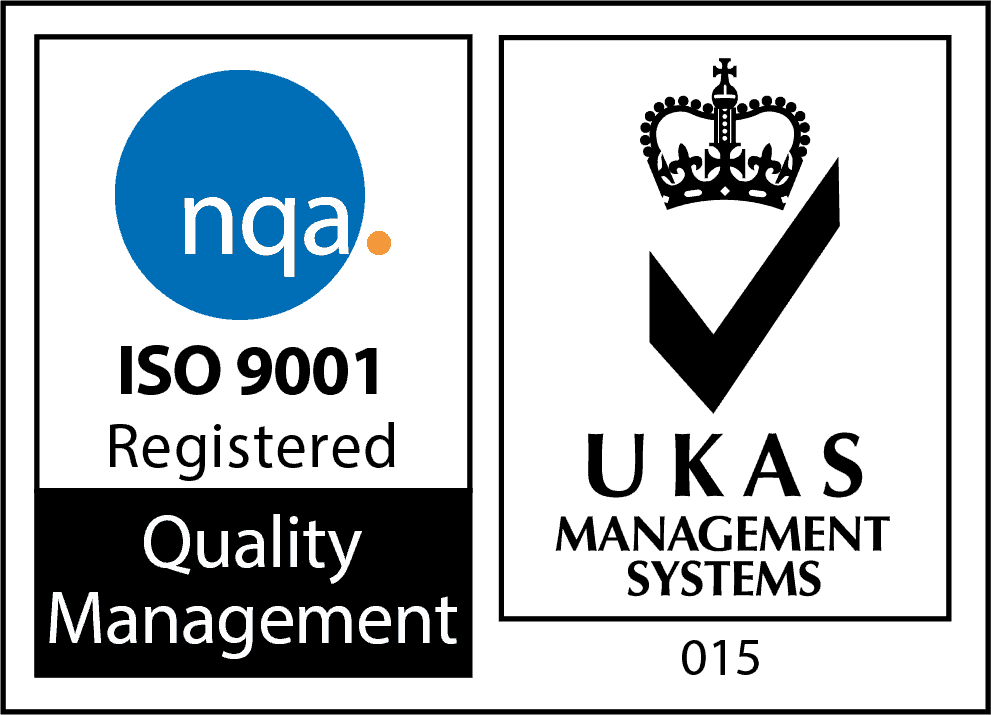 nqa.
ISO 9001
Registered
Quality
Management
UKAS
MANAGEMENT
SYSTEMS
015